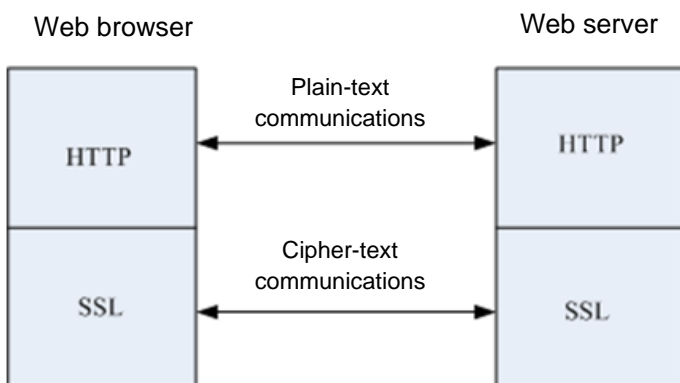 Web browser
Web server
Plain-text
communications
HTTP
HTTP
Cipher-text
communications
SSL
SSL